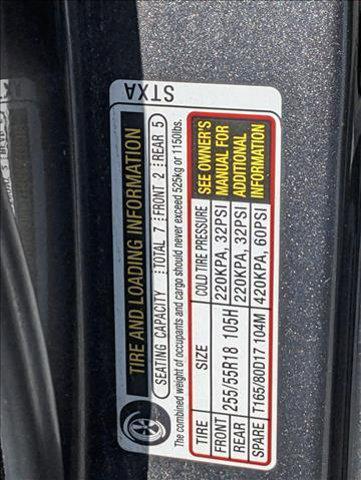 TIRE AND LOADING INFORMATION
SEATING CAPACITY TOTAL 7 FRONT 2 REAR 5
The combined weight of occupants and cargo should never exceed 525kg or 1150lbs.
TIRE SIZE COLD TIRE PRESSURE
FRONT 255/55R18 105H 220KPA, 32PSI
REAR 220KPA, 32PSI
SPARE T165/80D17 104M 420KPA, 60PSI
SEE OWNER'S
MANUAL FOR
ADDITIONAL
INFORMATION
STXA